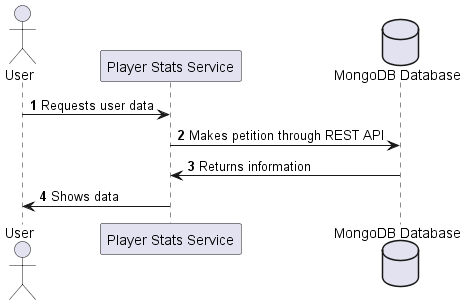 User
Player Stats Service
MongoDB Database
1 Requests user data
2 Makes petition through REST API
3 Returns information
4 Shows data
User
Player Stats Service
MongoDB Database